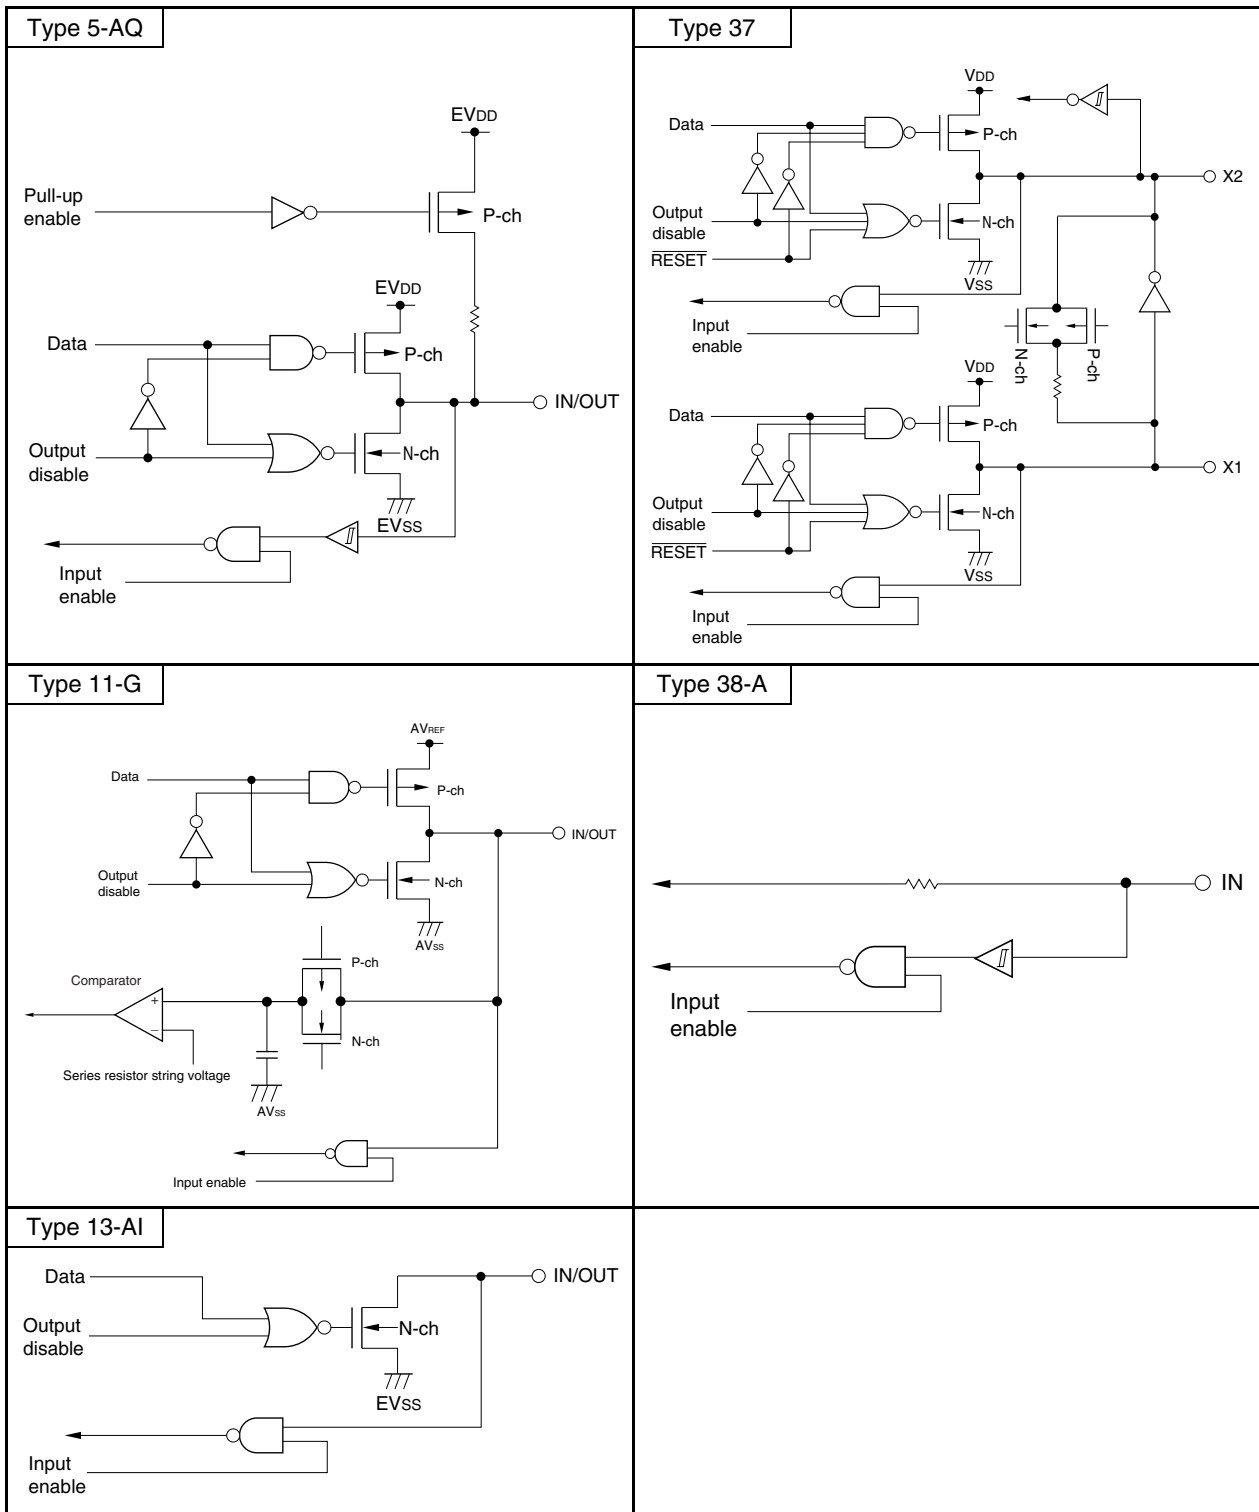 Type 5-AQ
EVDD
Pull-up
enable
P-ch
EVDD
Data
P-ch
IN/OUT
Output
disable
N-ch
EVSS
Input
enable
Type 37
VDD
Data
P-ch
X2
Output
disable
N-ch
RESET
VSS
Input
enable
N-ch
P-ch
VDD
Data
P-ch
X1
Output
disable
N-ch
RESET
VSS
Input
enable
Type 11-G
AVREF
Data
P-ch
IN/OUT
Output
disable
N-ch
AVSS
P-ch
Comparator
+
–
N-ch
Series resistor string voltage
AVSS
Input enable
Type 38-A
IN
Input
enable
Type 13-AI
Data
IN/OUT
Output
disable
N-ch
EVSS
Input
enable